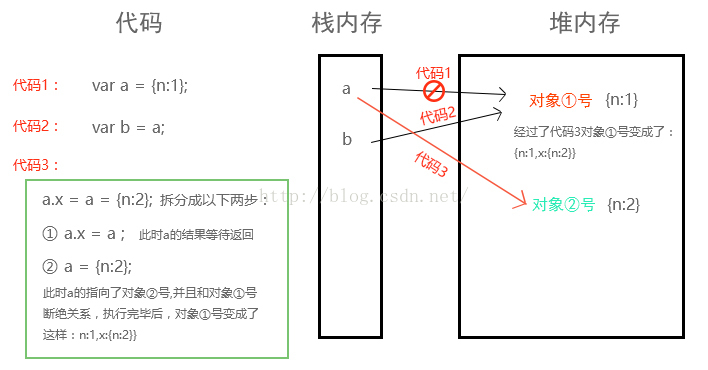 代码
栈内存
堆内存
代码1：
var a = {n:1};
代码2：
var b = a;
代码3：
a.x = a = {n:2}; 拆分成以下两步：
① a.x = a ; 此时a的结果等待返回
② a = {n:2};
此时a的指向了对象②号,并且和对象①号
断绝关系，执行完毕后，对象①号变成了
这样：n:1,x:{n:2}}
a
b
代码1
代码2
代码3
对象①号 {n:1}
经过了代码3对象①号变成了：
{n:1,x:{n:2}}
对象②号 {n:2}
http://blog.csdn.net/